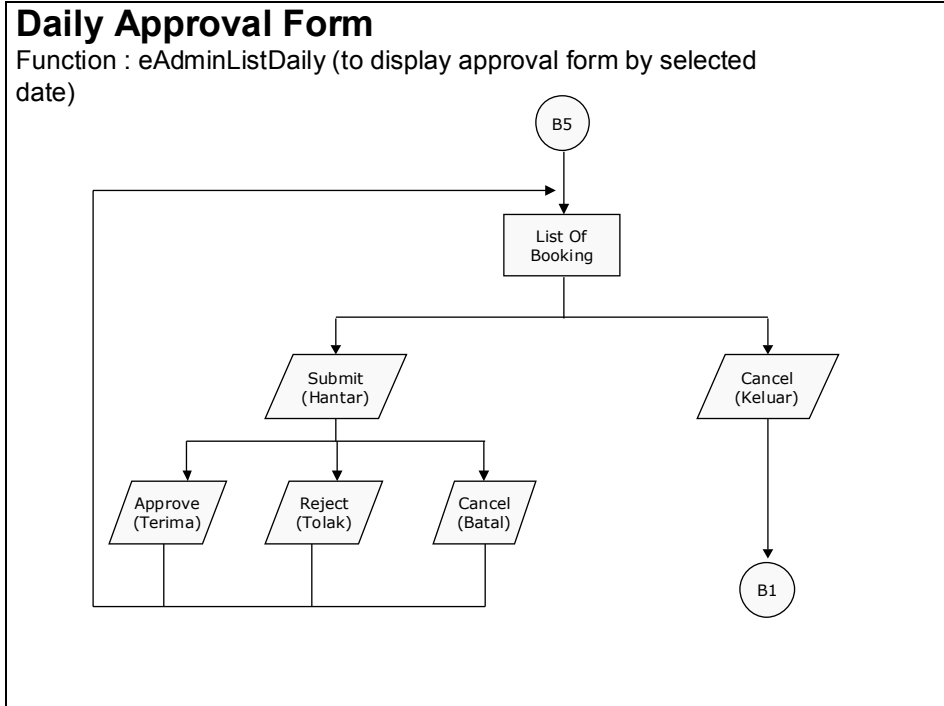 Daily Approval Form
Function : eAdminListDaily (to display approval form by selected
date)
B5
List Of
Booking
Submit
(Hantar)
Cancel
(Keluar)
Approve
(Terima)
Reject
(Tolak)
Cancel
(Batal)
B1